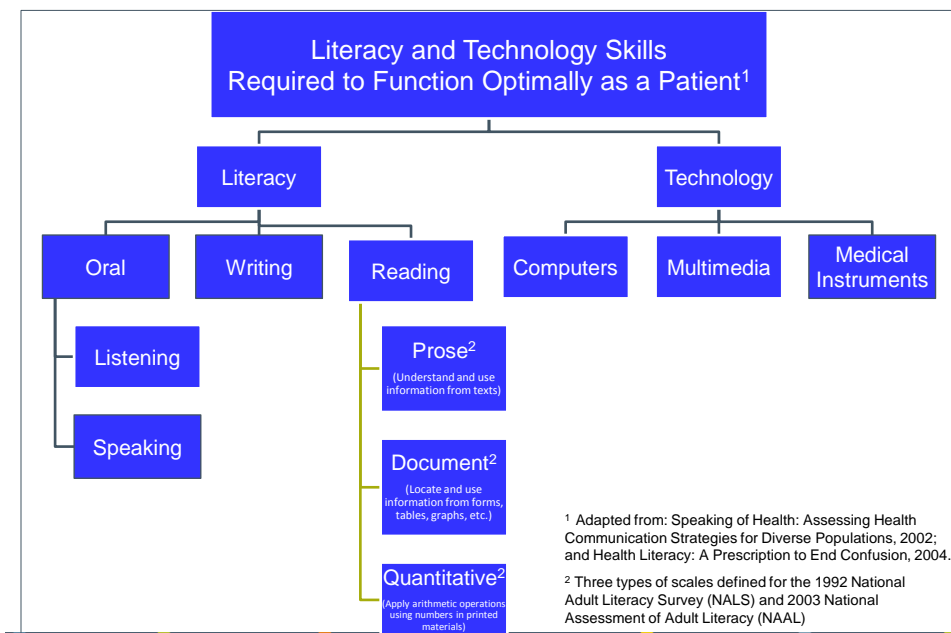 Literacy and Technology Skills
Required to Function Optimally as a Patient¹
Literacy
Technology
Oral
Writing
Reading
Computers
Multimedia
Medical
Instruments
Listening
Speaking
Prose²
(Understand and use
information from texts)
Document²
(Locate and use
information from forms,
tables, graphs, etc.)
Quantitative²
(Apply arithmetic operations
using numbers in printed
materials)
¹ Adapted from: Speaking of Health: Assessing Health
Communication Strategies for Diverse Populations, 2002;
and Health Literacy: A Prescription to End Confusion, 2004.
² Three types of scales defined for the 1992 National
Adult Literacy Survey (NALS) and 2003 National
Assessment of Adult Literacy (NAAL)